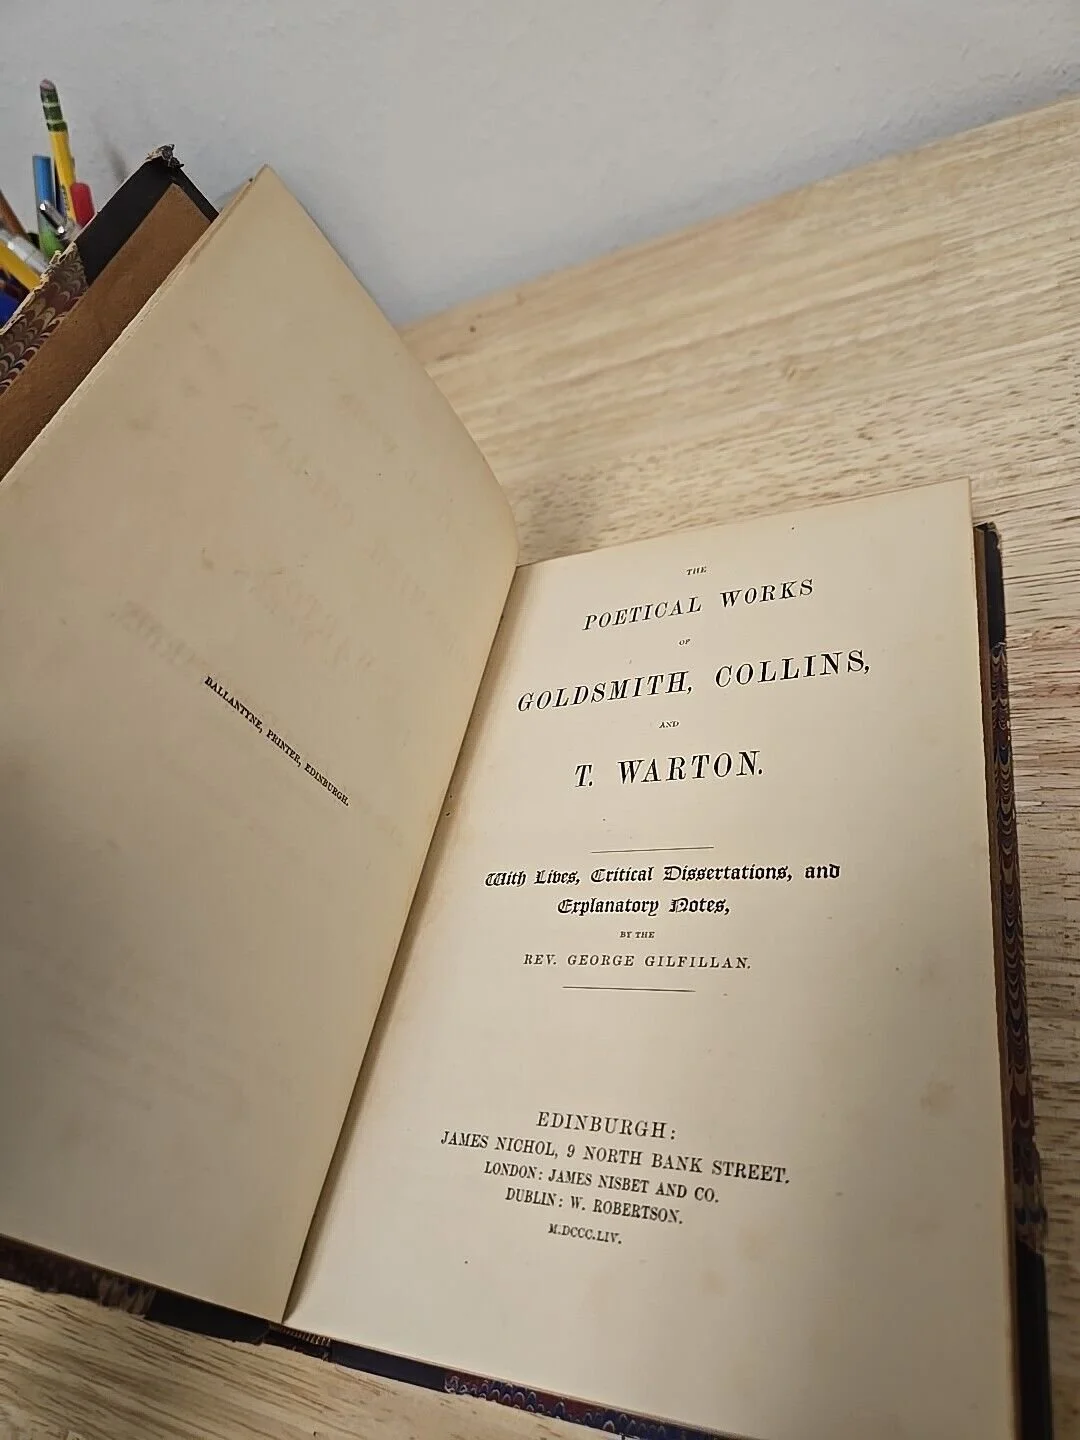 BALLANTYNE, PRINTER, EDINBURGH.
THE
POETICAL WORKS
OF
GOLDSMITH, COLLINS,
AND
T. WARTON.
With Lives, Critical Dissertations, and
Explanatory Notes,
BY THE
REV. GEORGE GILFILLAN.
EDINBURGH:
JAMES NICHOL, 9 NORTH BANK STREET.
LONDON: JAMES NISBET AND CO.
DUBLIN: W. ROBERTSON.
M.DCCC.LIV.